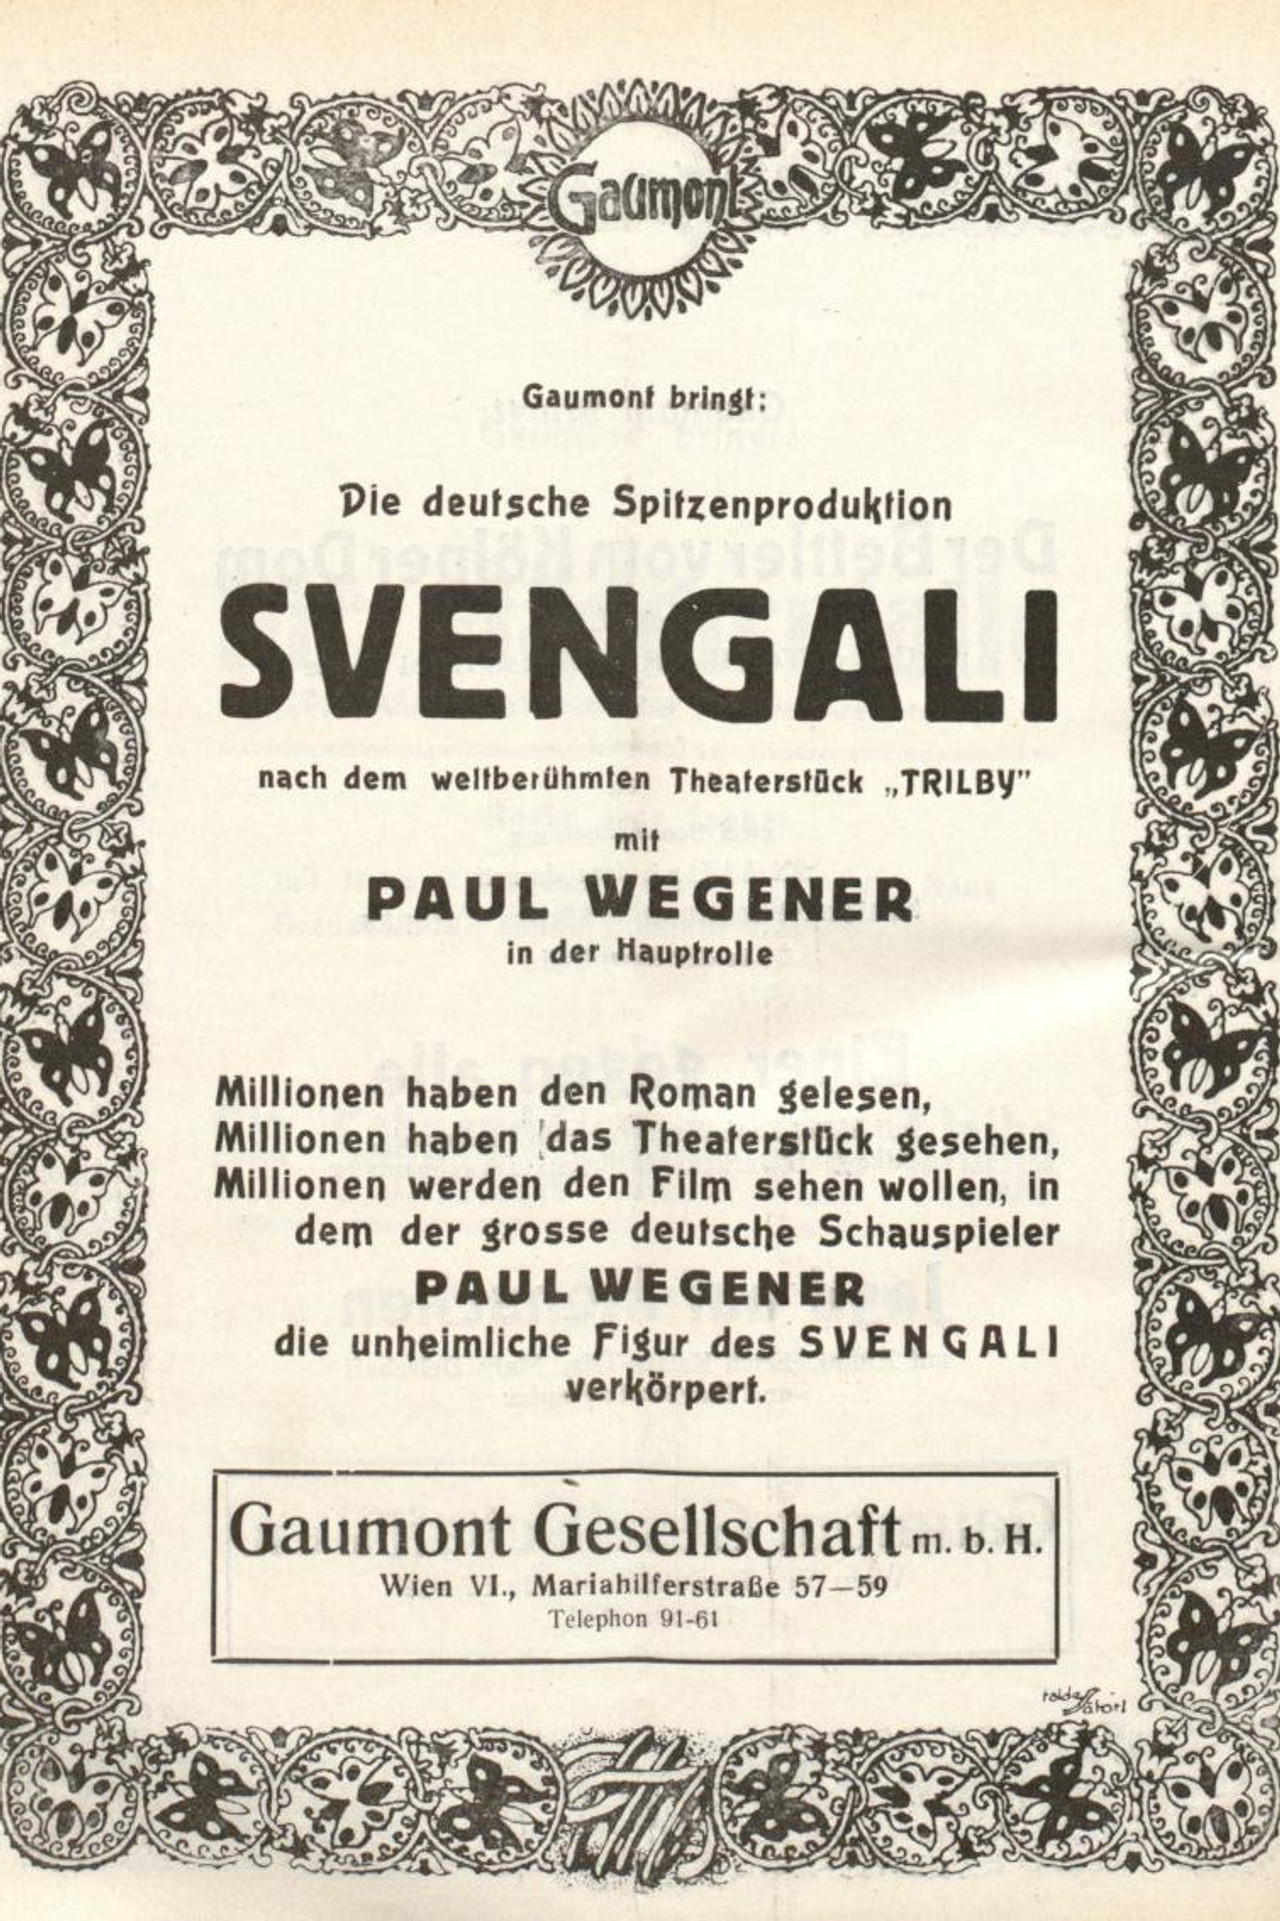 Gaumont
Gaumont bringt:
Die deutsche Spitzenproduktion
SVENGALI
nach dem weltberühmten Theaterstück „TRILBY”
mit
PAUL WEGENER
in der Hauptrolle
Millionen haben den Roman gelesen,
Millionen haben das Theaterstück gesehen,
Millionen werden den Film sehen wollen, in
dem der grosse deutsche Schauspieler
PAUL WEGENER
die unheimliche Figur des SVENGALI
verkörpert.
Gaumont Gesellschaft m. b. H.
Wien VI., Mariahilferstraße 57—59
Telephon 91-61